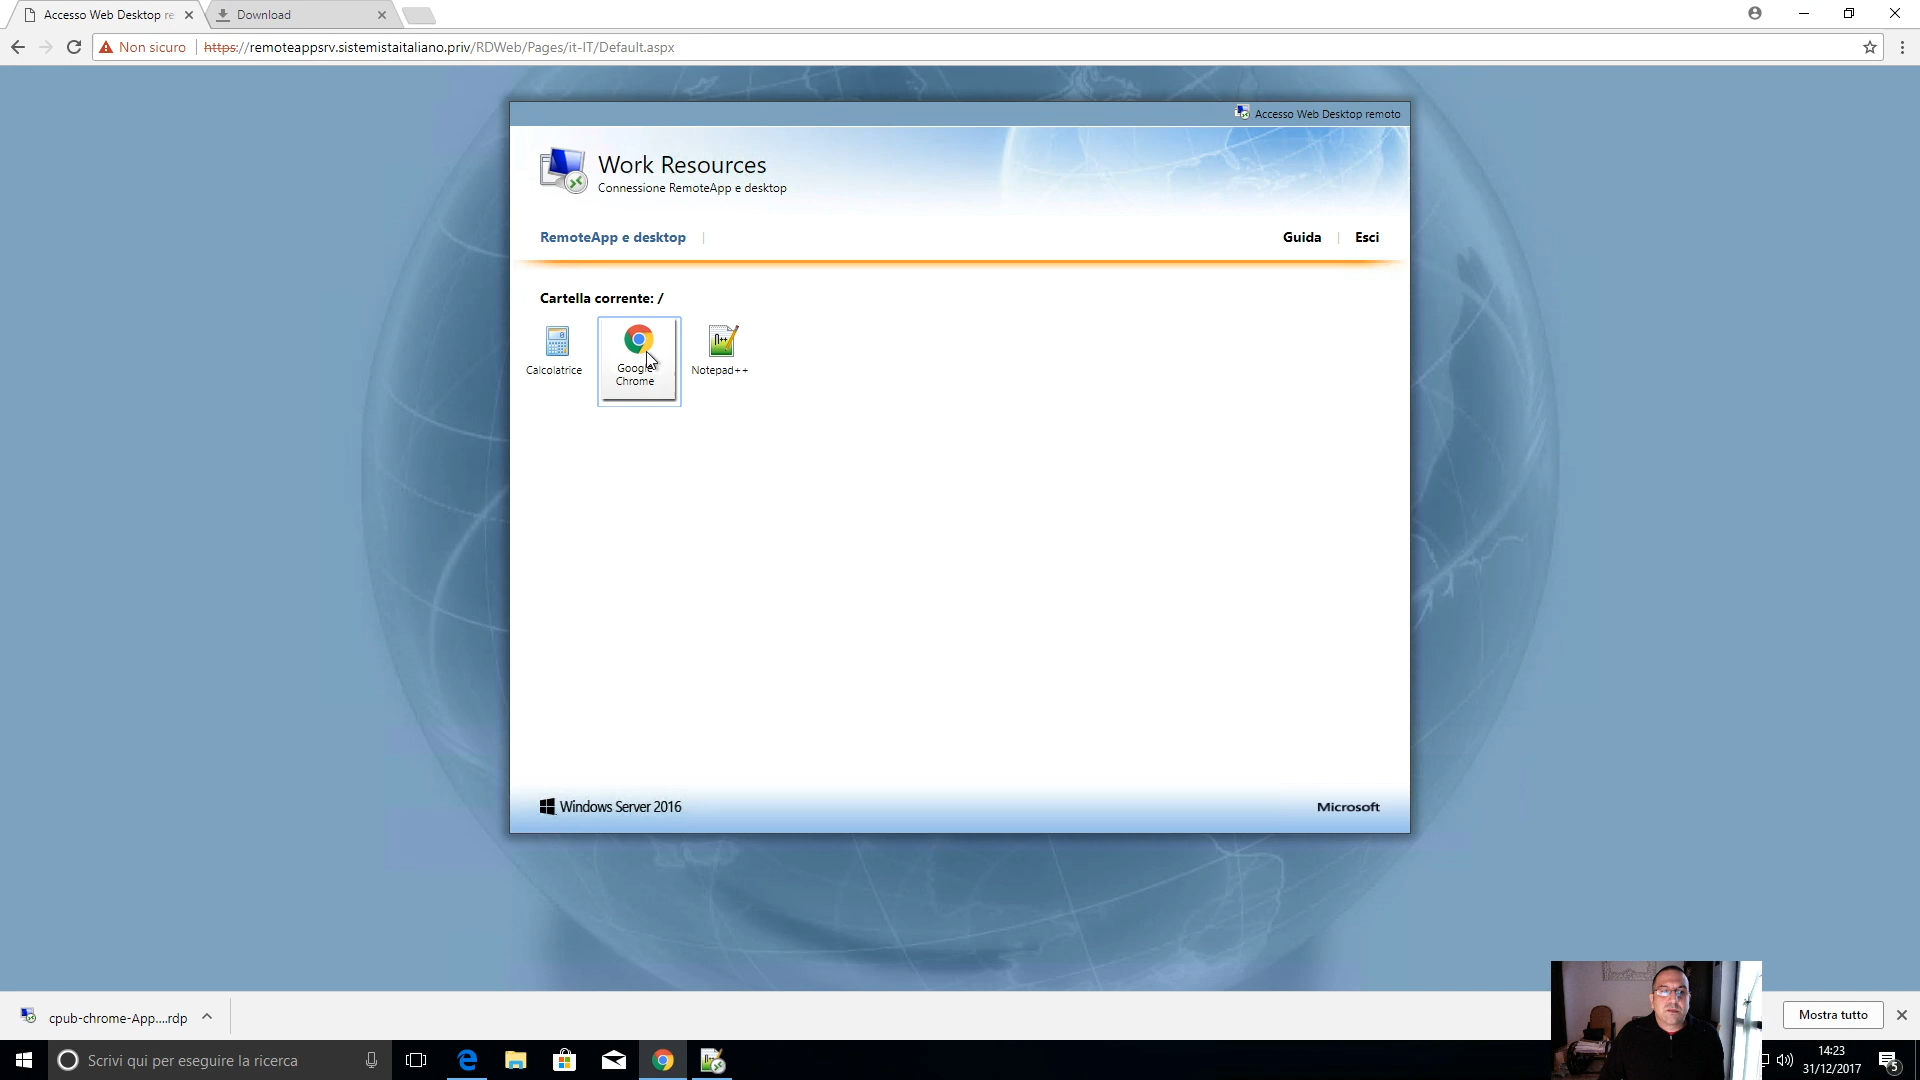 Accesso Web Desktop re
Download
Non sicuro
https://remoteappsrv.sistemistaitaliano.priv/RDWeb/Pages/it-IT/Default.aspx
Accesso Web Desktop remoto
Work Resources
Connessione RemoteApp e desktop
RemoteApp e desktop
Guida
Esci
Cartella corrente: /
Calcolatrice
Google
Chrome
Notepad++
Windows Server 2016
Microsoft
cpub-chrome-App....rdp
Mostra tutto
Scrivi qui per eseguire la ricerca
14:23
31/12/2017
5